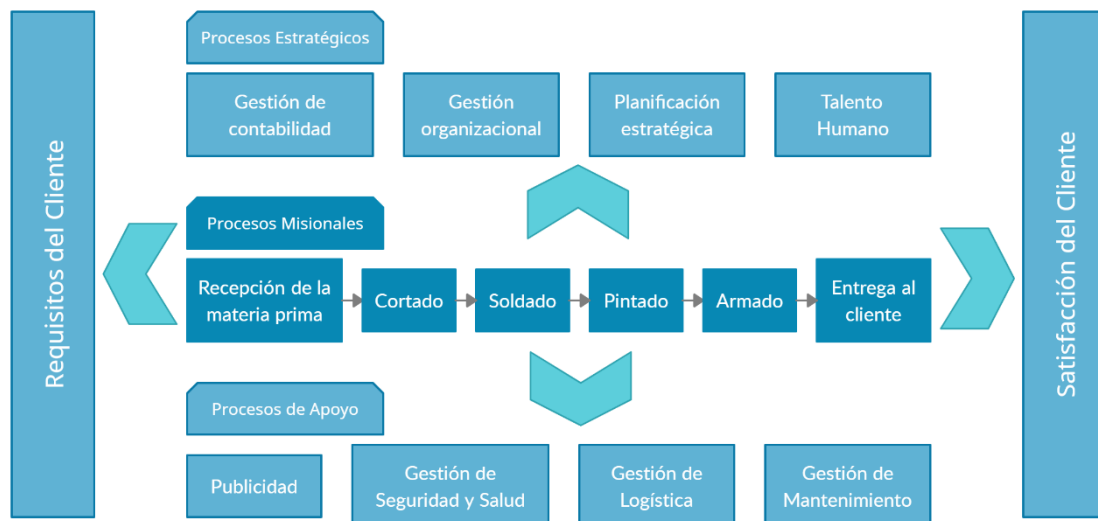 Requisitos del Cliente
Procesos Estratégicos
Gestión de
contabilidad
Gestión
organizacional
Planificación
estratégica
Talento
Humano
Procesos Misionales
Recepción de la
materia prima
Cortado
Soldado
Pintado
Armado
Entrega al
cliente
Procesos de Apoyo
Publicidad
Gestión de
Seguridad y Salud
Gestión de
Logística
Gestión de
Mantenimiento
Satisfacción del Cliente